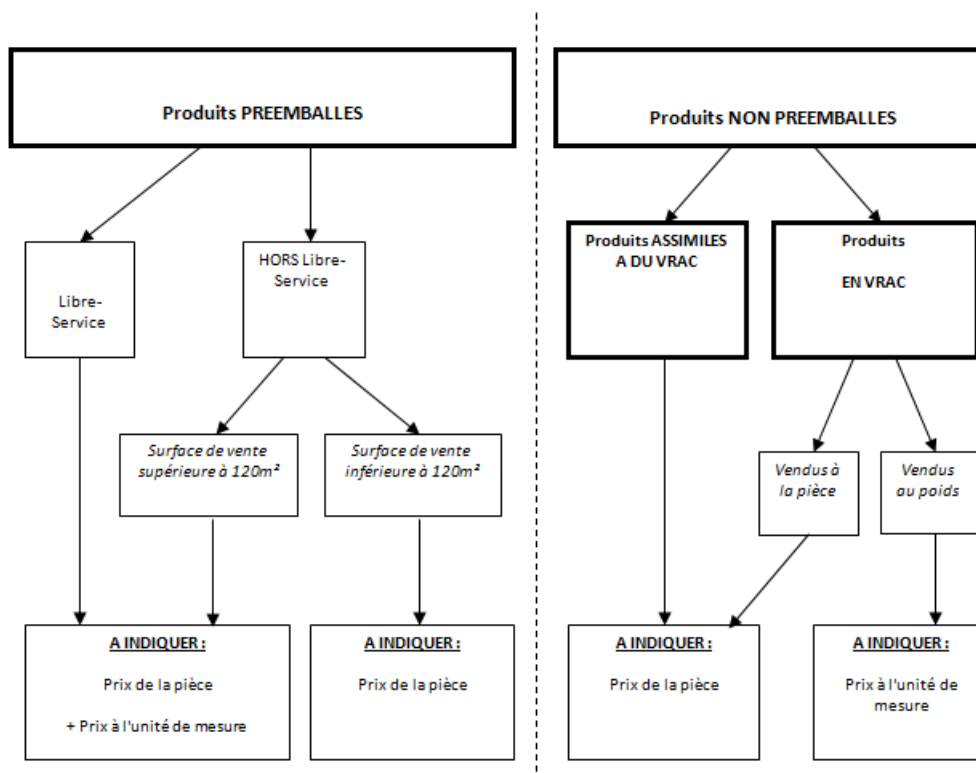 Produits PREEMBALLES
Produits NON PREEMBALLES
Libre-
Service
HORS Libre-
Service
Produits ASSIMILES
A DU VRAC
Produits
EN VRAC
Surface de vente
supérieure à 120m²
Surface de vente
inférieure à 120m²
Vendus à
la pièce
Vendus
au poids
A INDIQUER :
Prix de la pièce
+ Prix à l'unité de mesure
A INDIQUER :
Prix de la pièce
A INDIQUER :
Prix de la pièce
A INDIQUER :
Prix à l'unité de
mesure